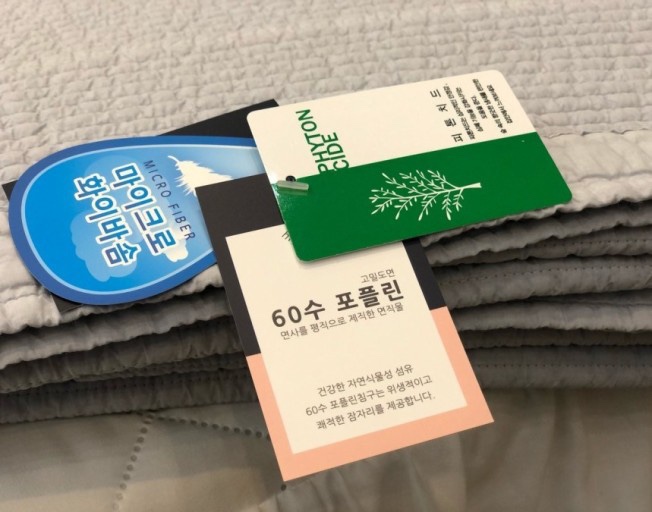 MICRO FIBER
마이크로
화이바솜
PHYTON
CIDE
피톤치드
고밀도면
60수 포플린
면사를 평직으로 제직한 면직물
건강한 자연식물성 섬유
60수 포플린침구는 위생적이고
쾌적한 잠자리를 제공합니다.